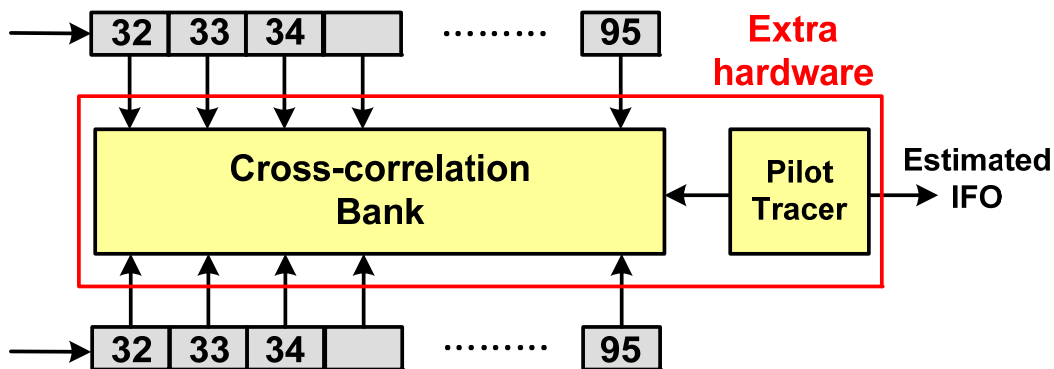 32 33 34 ......... 95
Extra
hardware
Cross-correlation
Bank
Pilot
Tracer
Estimated
IFO
32 33 34 ......... 95